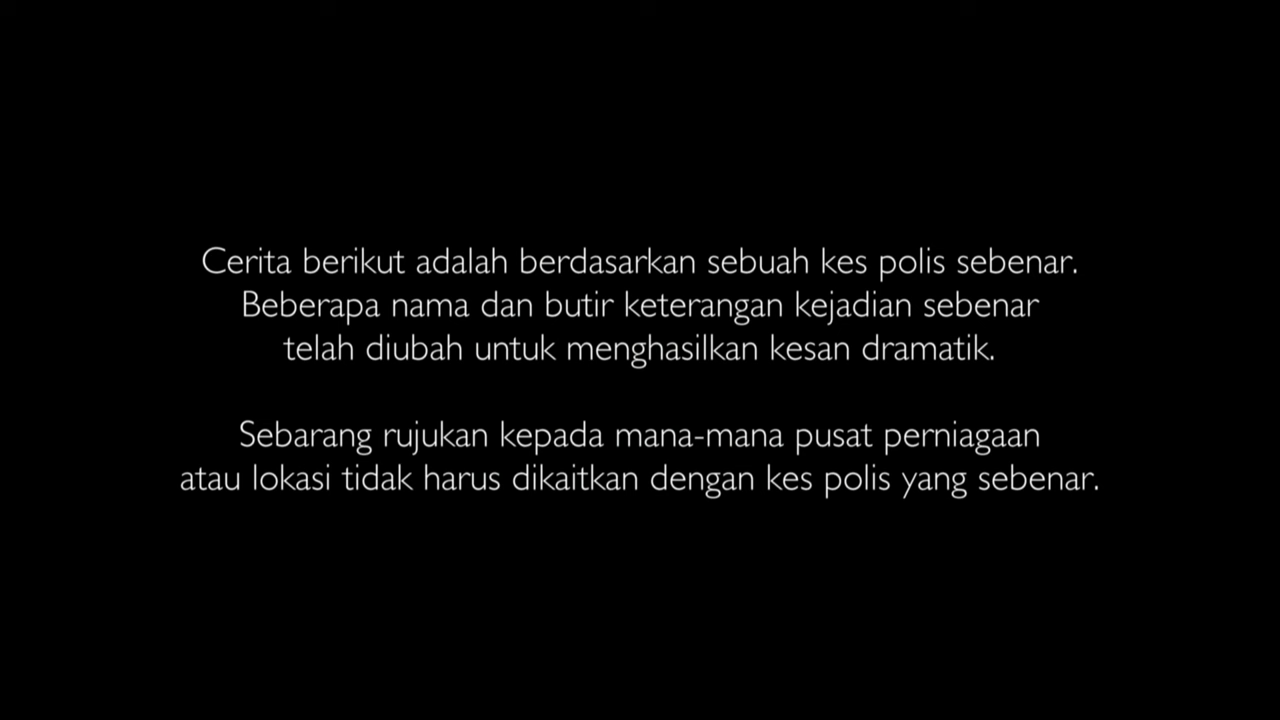 Cerita berikut adalah berdasarkan sebuah kes polis sebenar.
Beberapa nama dan butir keterangan kejadian sebenar
telah diubah untuk menghasilkan kesan dramatik.
Sebarang rujukan kepada mana-mana pusat perniagaan
atau lokasi tidak harus dikaitkan dengan kes polis yang sebenar.